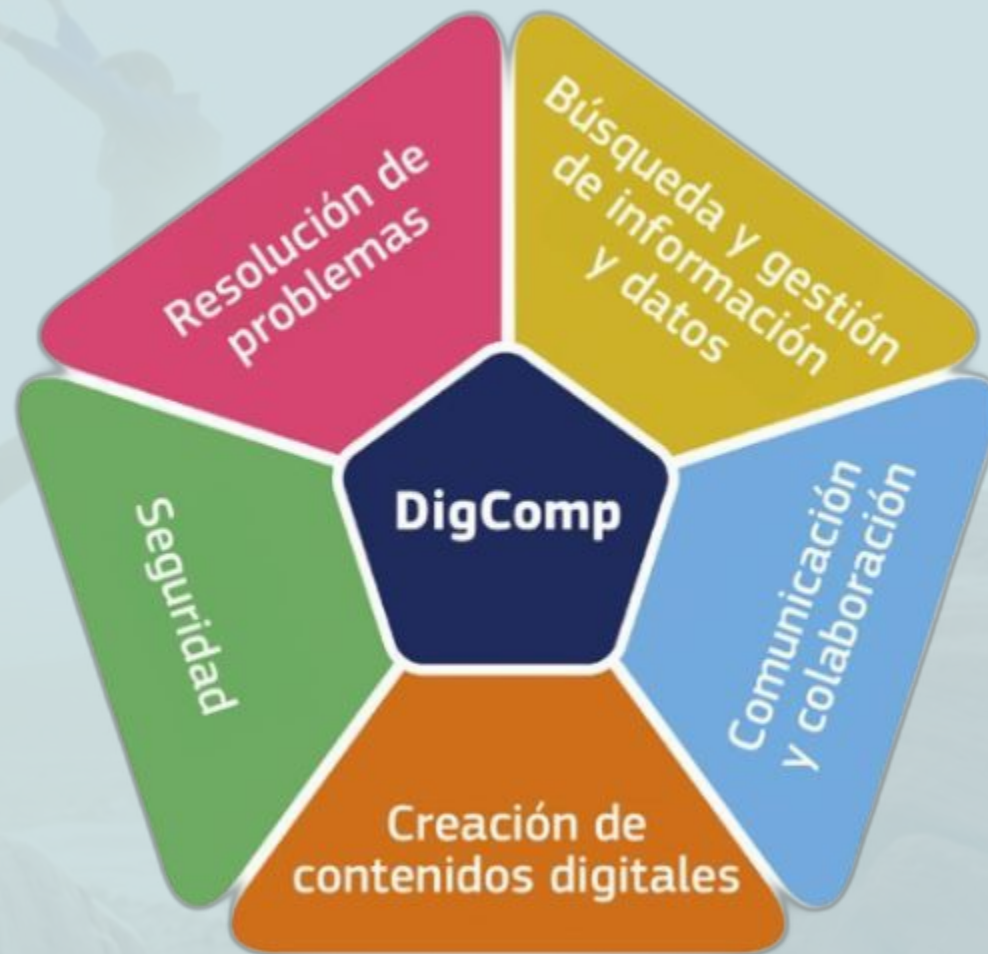 Resolución de
problemas
Búsqueda y gestión
de información
y datos
DigComp
Seguridad
Comunicación
y colaboración
Creación de
contenidos digitales